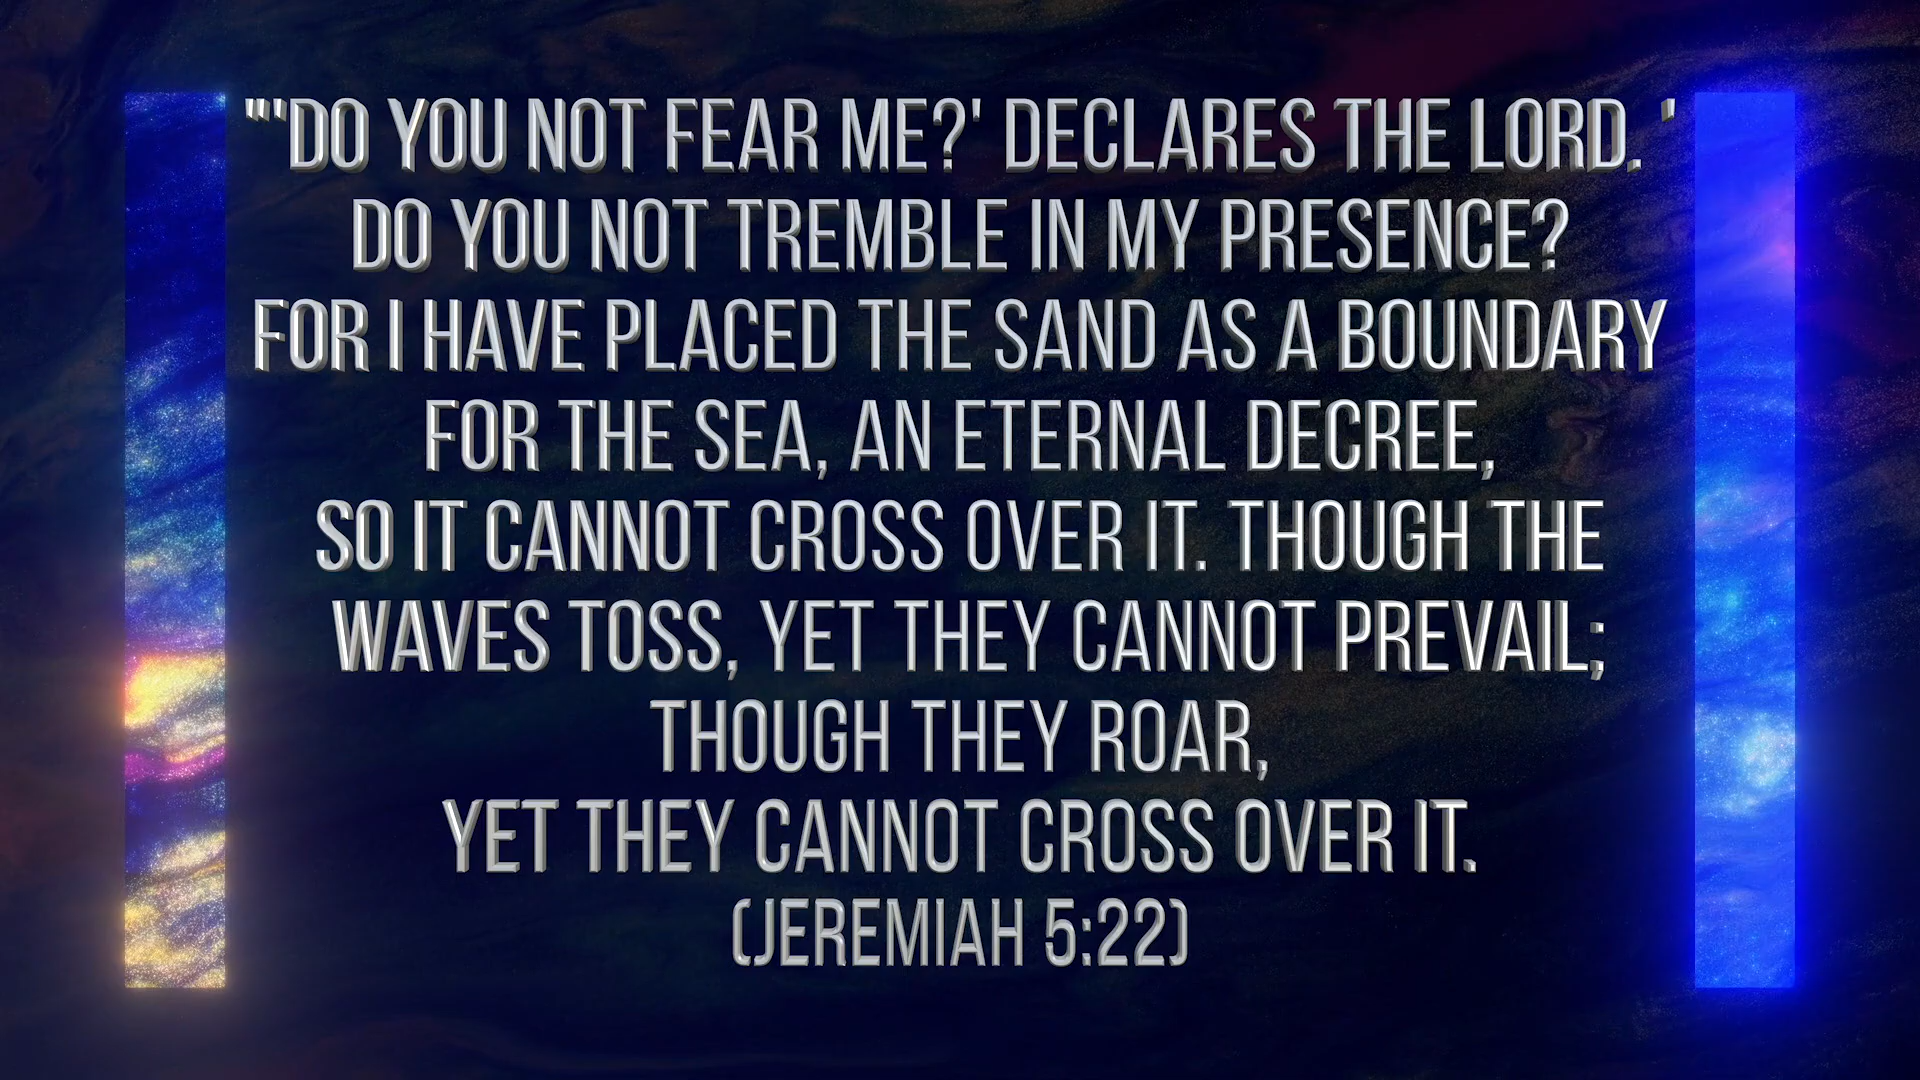 "'DO YOU NOT FEAR ME?' DECLARES THE LORD. '
DO YOU NOT TREMBLE IN MY PRESENCE?
FOR I HAVE PLACED THE SAND AS A BOUNDARY
FOR THE SEA, AN ETERNAL DECREE,
SO IT CANNOT CROSS OVER IT. THOUGH THE
WAVES TOSS, YET THEY CANNOT PREVAIL;
THOUGH THEY ROAR,
YET THEY CANNOT CROSS OVER IT.
(JEREMIAH 5:22)